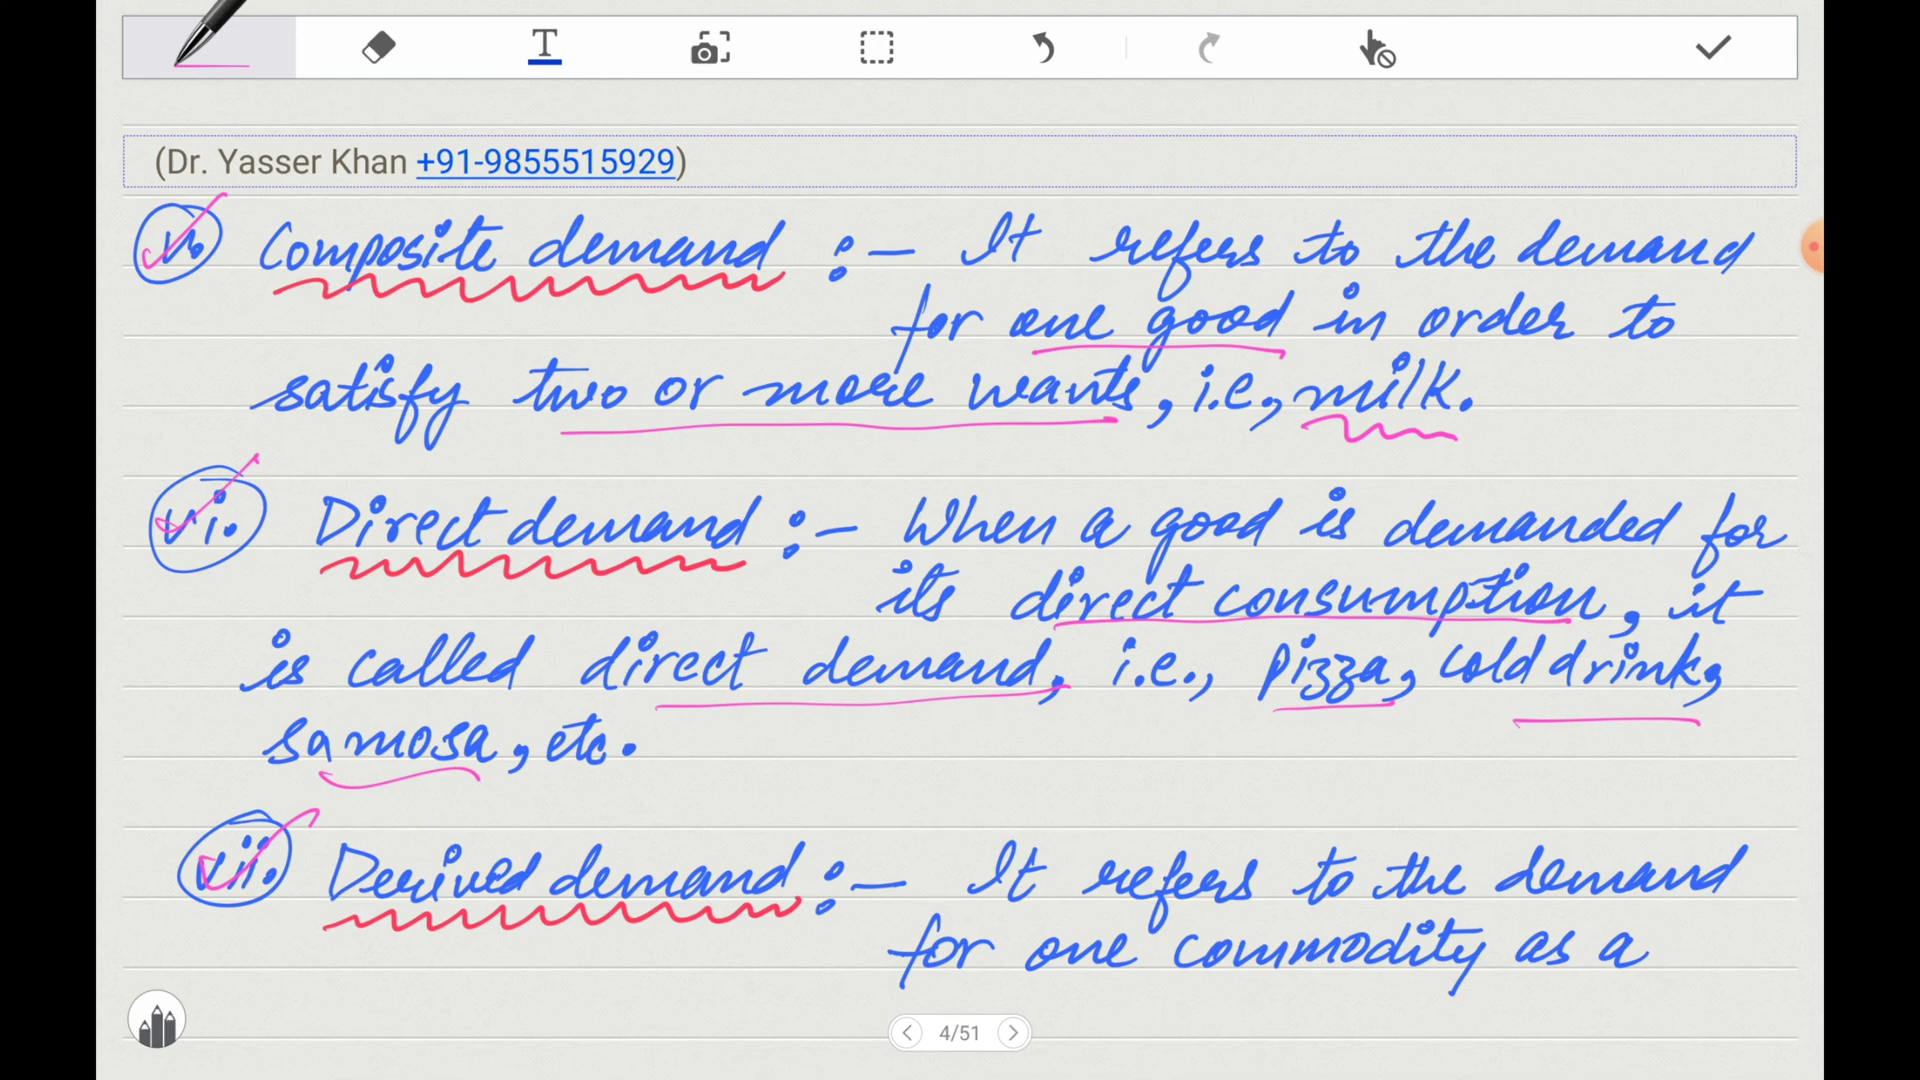 T
(Dr. Yasser Khan +91-9855515929)
v. Composite demand :- It refers to the demand
for one good in order to
satisfy two or more wants, i.e, milk.
vi. Direct demand :- When a good is demanded for
its direct consumption, it
is called direct demand, i.e., pizza, cold drink,
samosa, etc.
vii. Derived demand :- It refers to the demand
for one commodity as a
4/51